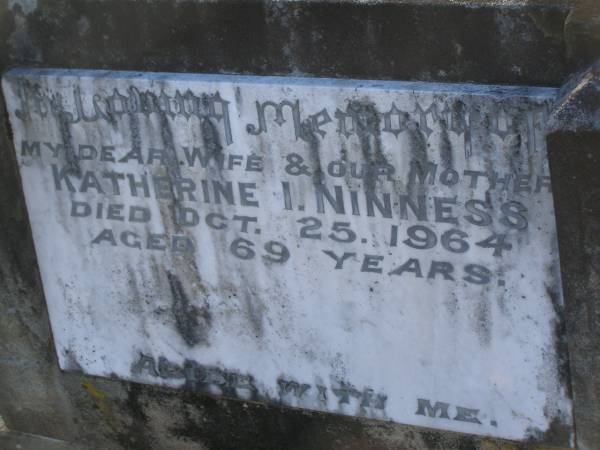 In Loving Memory of
MY DEAR WIFE & OUR MOTHER
KATHERINE I. NINNESS
DIED OCT. 25. 1964
AGED 69 YEARS.
ABIDE WITH ME.